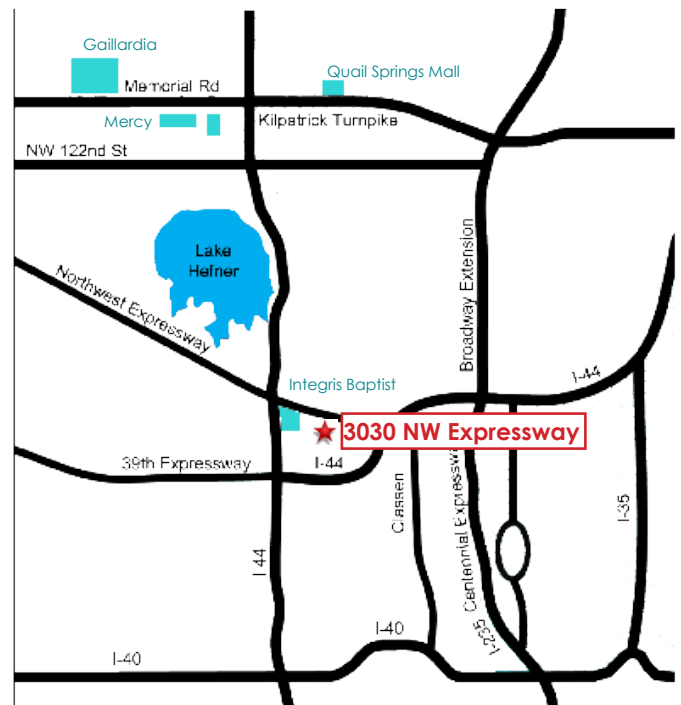 Gaillardia
Quail Springs Mall
Memorial Rd
Mercy
Kilpatrick Turnpike
NW 122nd St
Lake
Hefner
Northwest Expressway
Broadway Extension
I-44
Integris Baptist
3030 NW Expressway
39th Expressway
I-44
Classen
I-235 Centennial Expressway
I-35
I 44
I-40
I-40